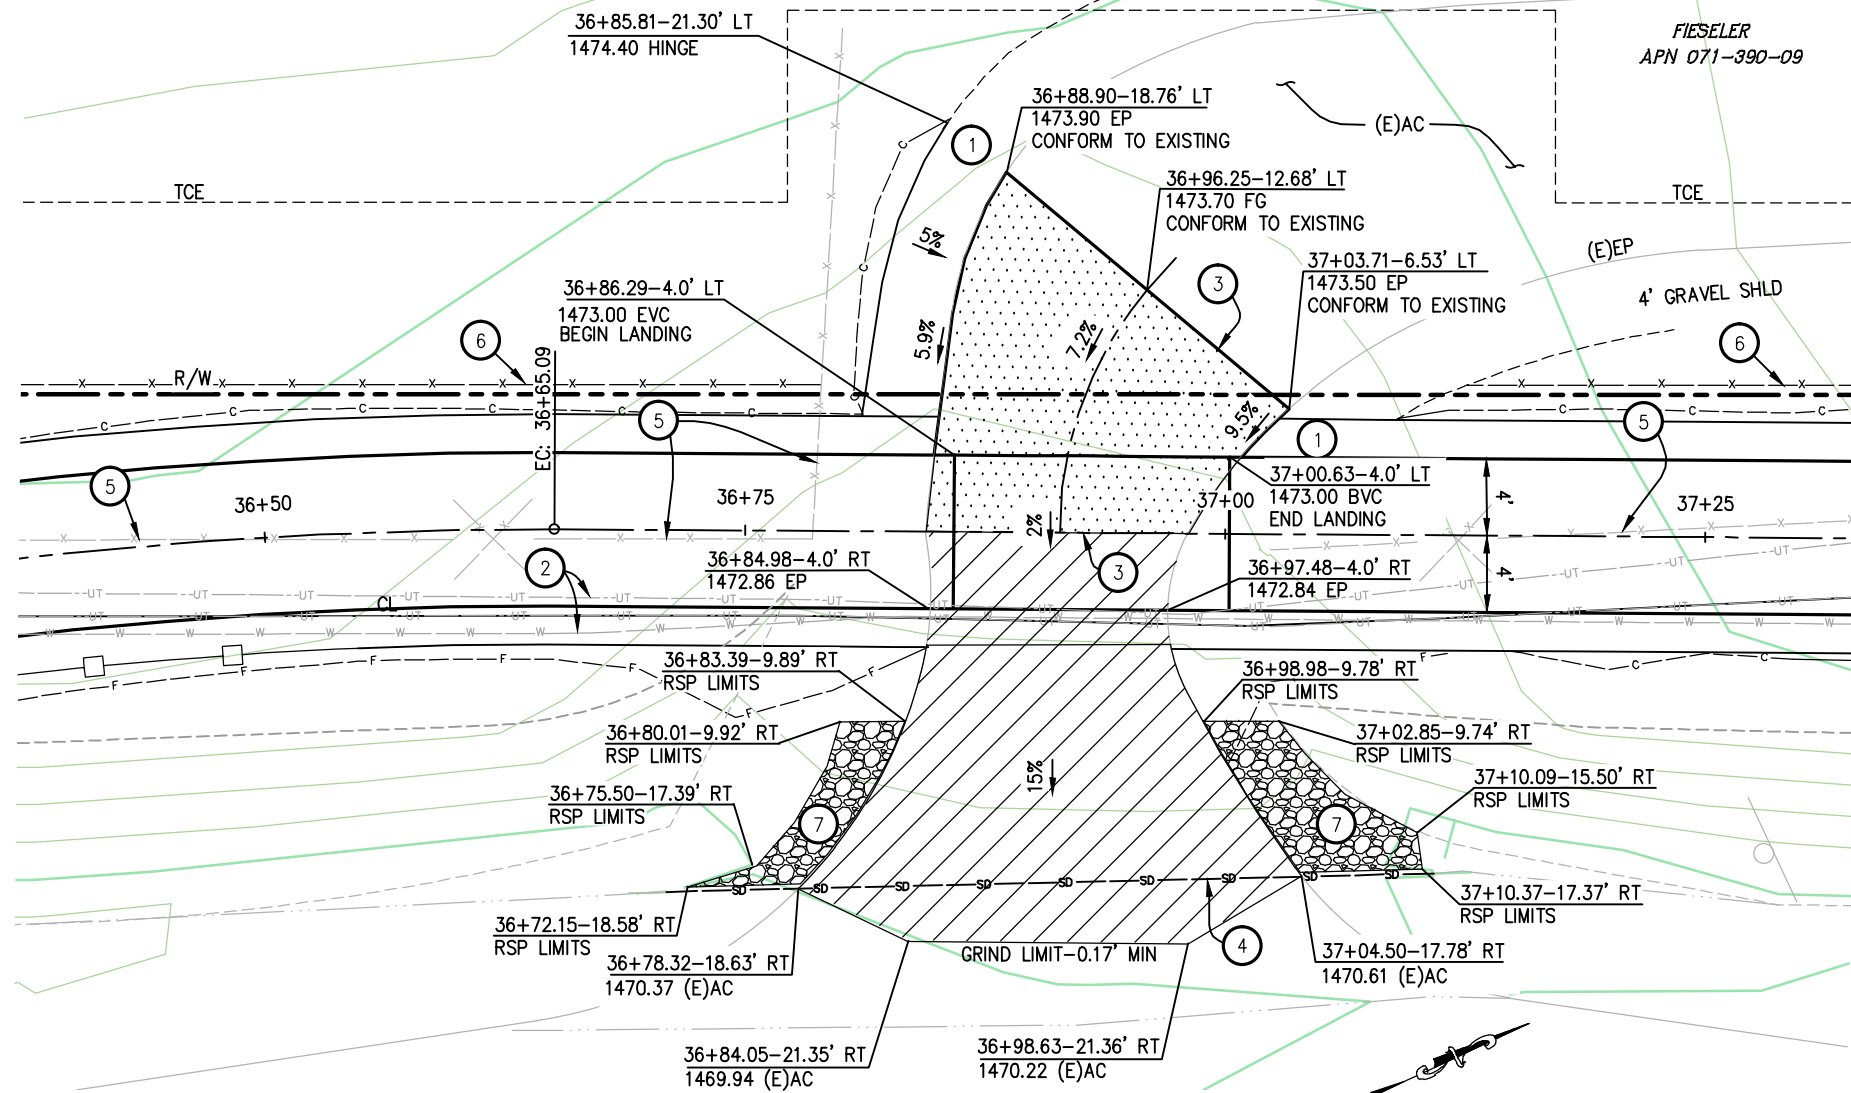 36+85.81-21.30' LT
1474.40 HINGE
FIESELER
APN 071-390-09
36+88.90-18.76' LT
1473.90 EP
CONFORM TO EXISTING
(E)AC
1
TCE
36+96.25-12.68' LT
1473.70 FG
CONFORM TO EXISTING
TCE
5%
(E)EP
37+03.71-6.53' LT
1473.50 EP
CONFORM TO EXISTING
3
4' GRAVEL SHLD
36+86.29-4.0' LT
1473.00 EVC
BEGIN LANDING
6
5.9%
7.2%
6
R/W
EC: 36+65.09
9.5%
5
1
5
5
37+00.63-4.0' LT
1473.00 BVC
END LANDING
36+50
36+75
37+00
37+25
4'
2%
2
36+84.98-4.0' RT
1472.86 EP
3
36+97.48-4.0' RT
1472.84 EP
4'
CL
36+83.39-9.89' RT
RSP LIMITS
36+98.98-9.78' RT
RSP LIMITS
36+80.01-9.92' RT
RSP LIMITS
37+02.85-9.74' RT
RSP LIMITS
15%
36+75.50-17.39' RT
RSP LIMITS
37+10.09-15.50' RT
RSP LIMITS
7
7
SD SD SD SD SD SD SD SD SD
36+72.15-18.58' RT
RSP LIMITS
37+10.37-17.37' RT
RSP LIMITS
36+78.32-18.63' RT
1470.37 (E)AC
GRIND LIMIT-0.17' MIN
4
37+04.50-17.78' RT
1470.61 (E)AC
36+84.05-21.35' RT
1469.94 (E)AC
36+98.63-21.36' RT
1470.22 (E)AC